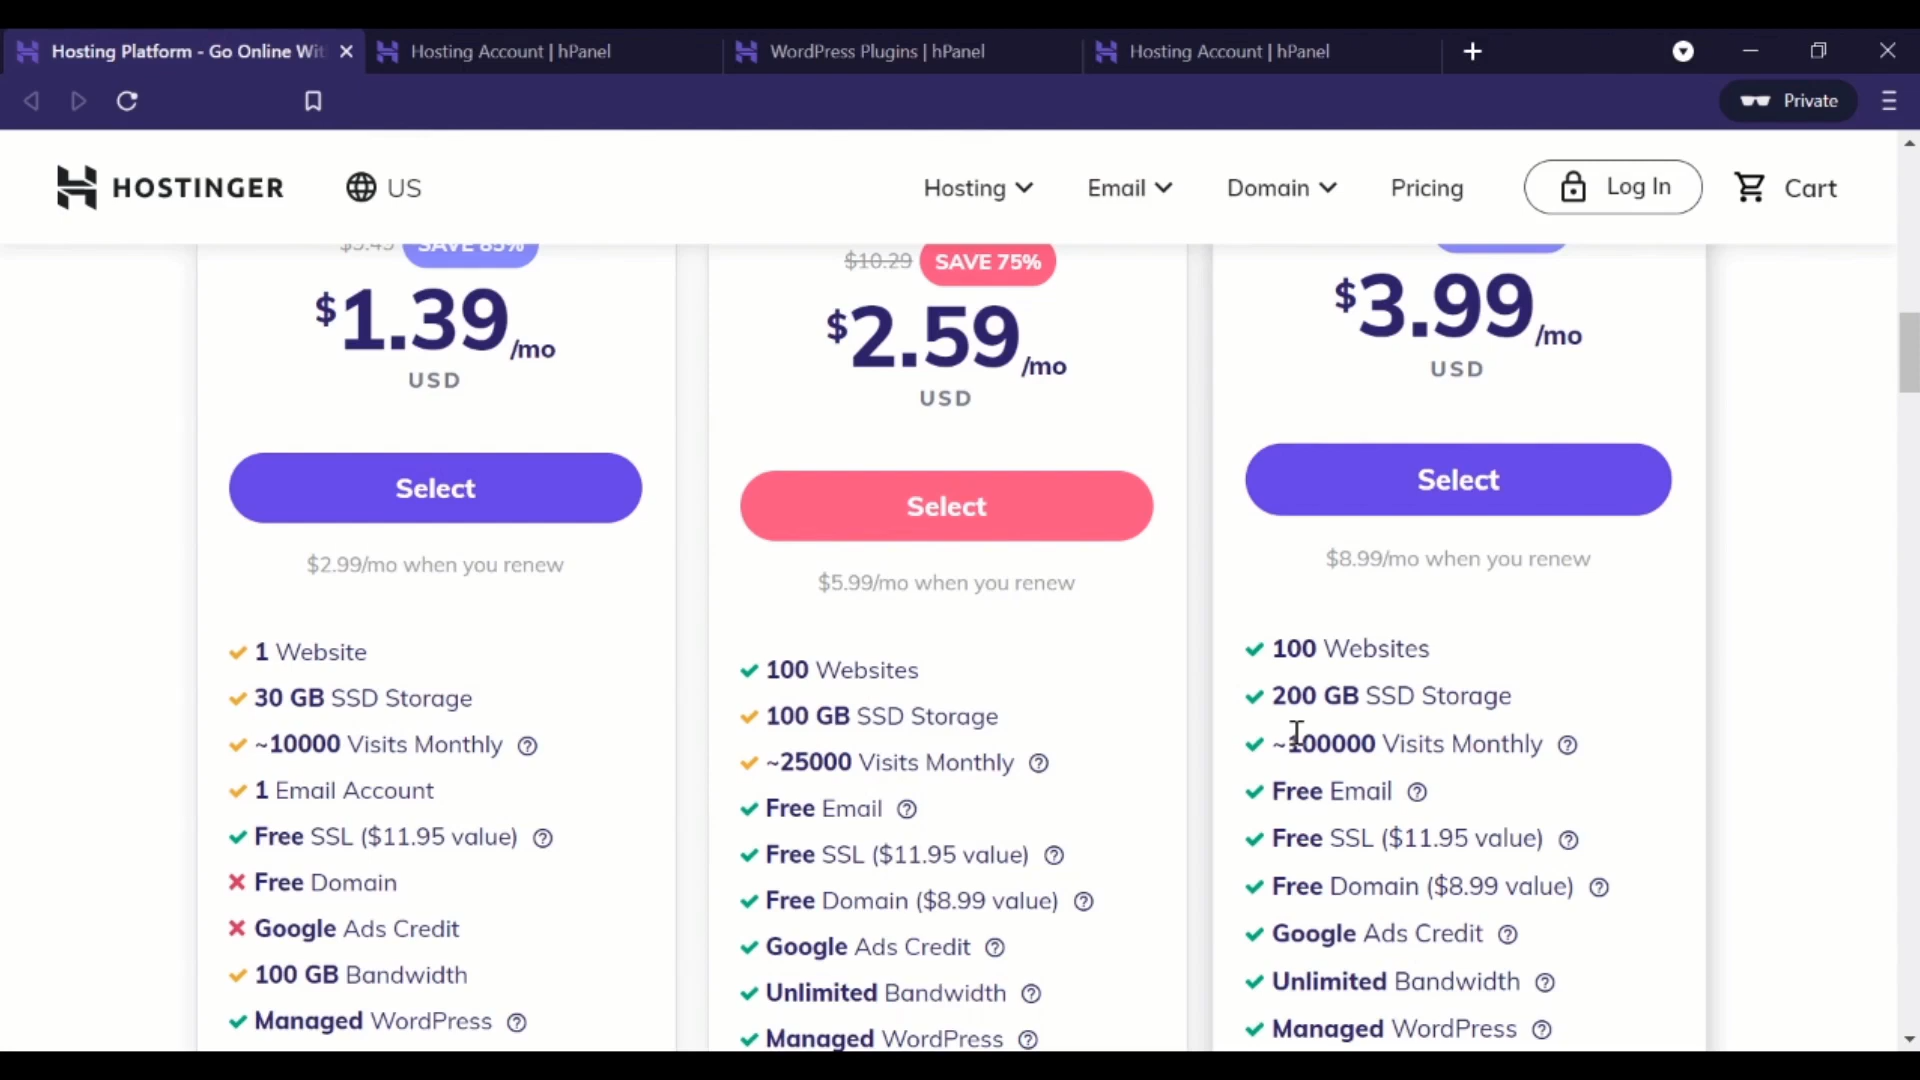 Hosting Platform - Go Online Wit
Hosting Account | hPanel
WordPress Plugins | hPanel
Hosting Account | hPanel
Private
HOSTINGER
US
Hosting
Email
Domain
Pricing
Log In
Cart
SAVE 85%
$1.39/mo
USD
Select
$2.99/mo when you renew
1 Website
30 GB SSD Storage
~10000 Visits Monthly
1 Email Account
Free SSL ($11.95 value)
Free Domain
Google Ads Credit
100 GB Bandwidth
Managed WordPress
$10.29 SAVE 75%
$2.59/mo
USD
Select
$5.99/mo when you renew
100 Websites
100 GB SSD Storage
~25000 Visits Monthly
Free Email
Free SSL ($11.95 value)
Free Domain ($8.99 value)
Google Ads Credit
Unlimited Bandwidth
Managed WordPress
$3.99/mo
USD
Select
$8.99/mo when you renew
100 Websites
200 GB SSD Storage
~100000 Visits Monthly
Free Email
Free SSL ($11.95 value)
Free Domain ($8.99 value)
Google Ads Credit
Unlimited Bandwidth
Managed WordPress